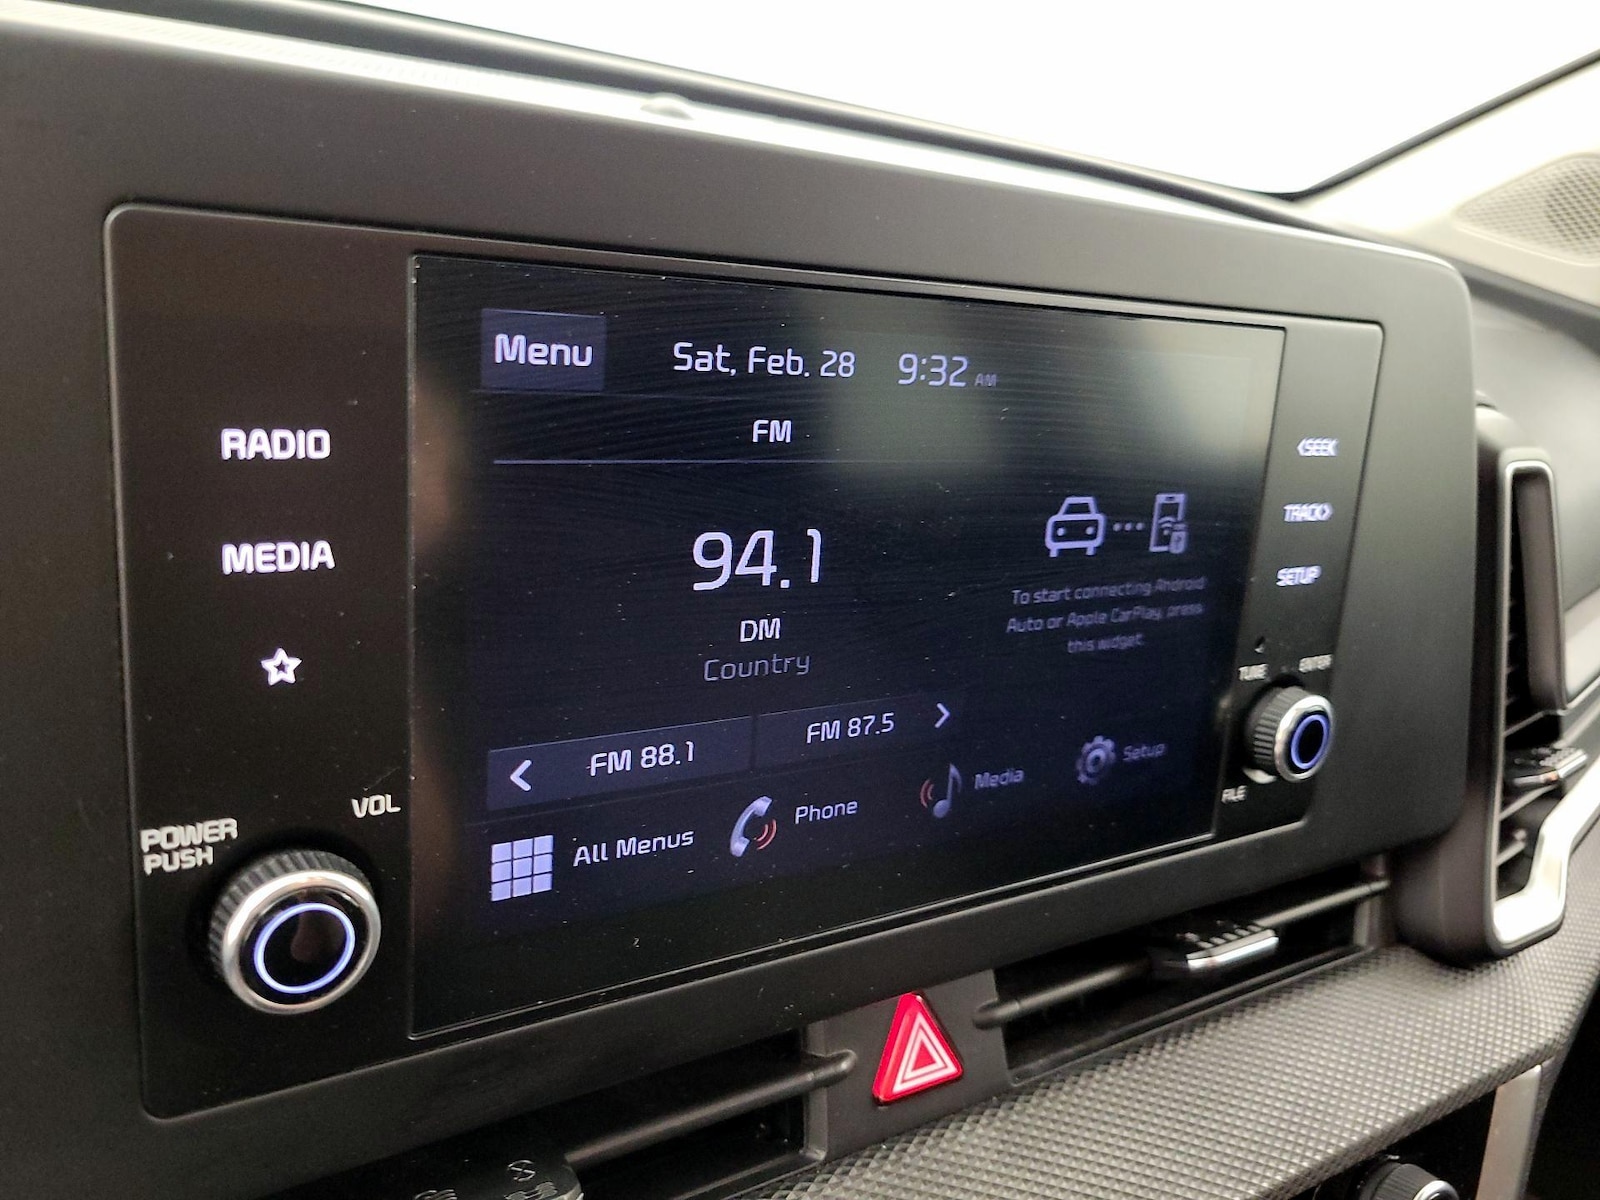 Menu
Sat, Feb. 28
9:32 AM
FM
RADIO
MEDIA
94.1
DM
Country
To start connecting Android
Auto or Apple CarPlay, press
this widget.
<SEEK
TRACK>
SETUP
TUNE
ENTER
FILE
FM 88.1
FM 87.5
All Menus
Phone
Media
Setup
VOL
POWER
PUSH